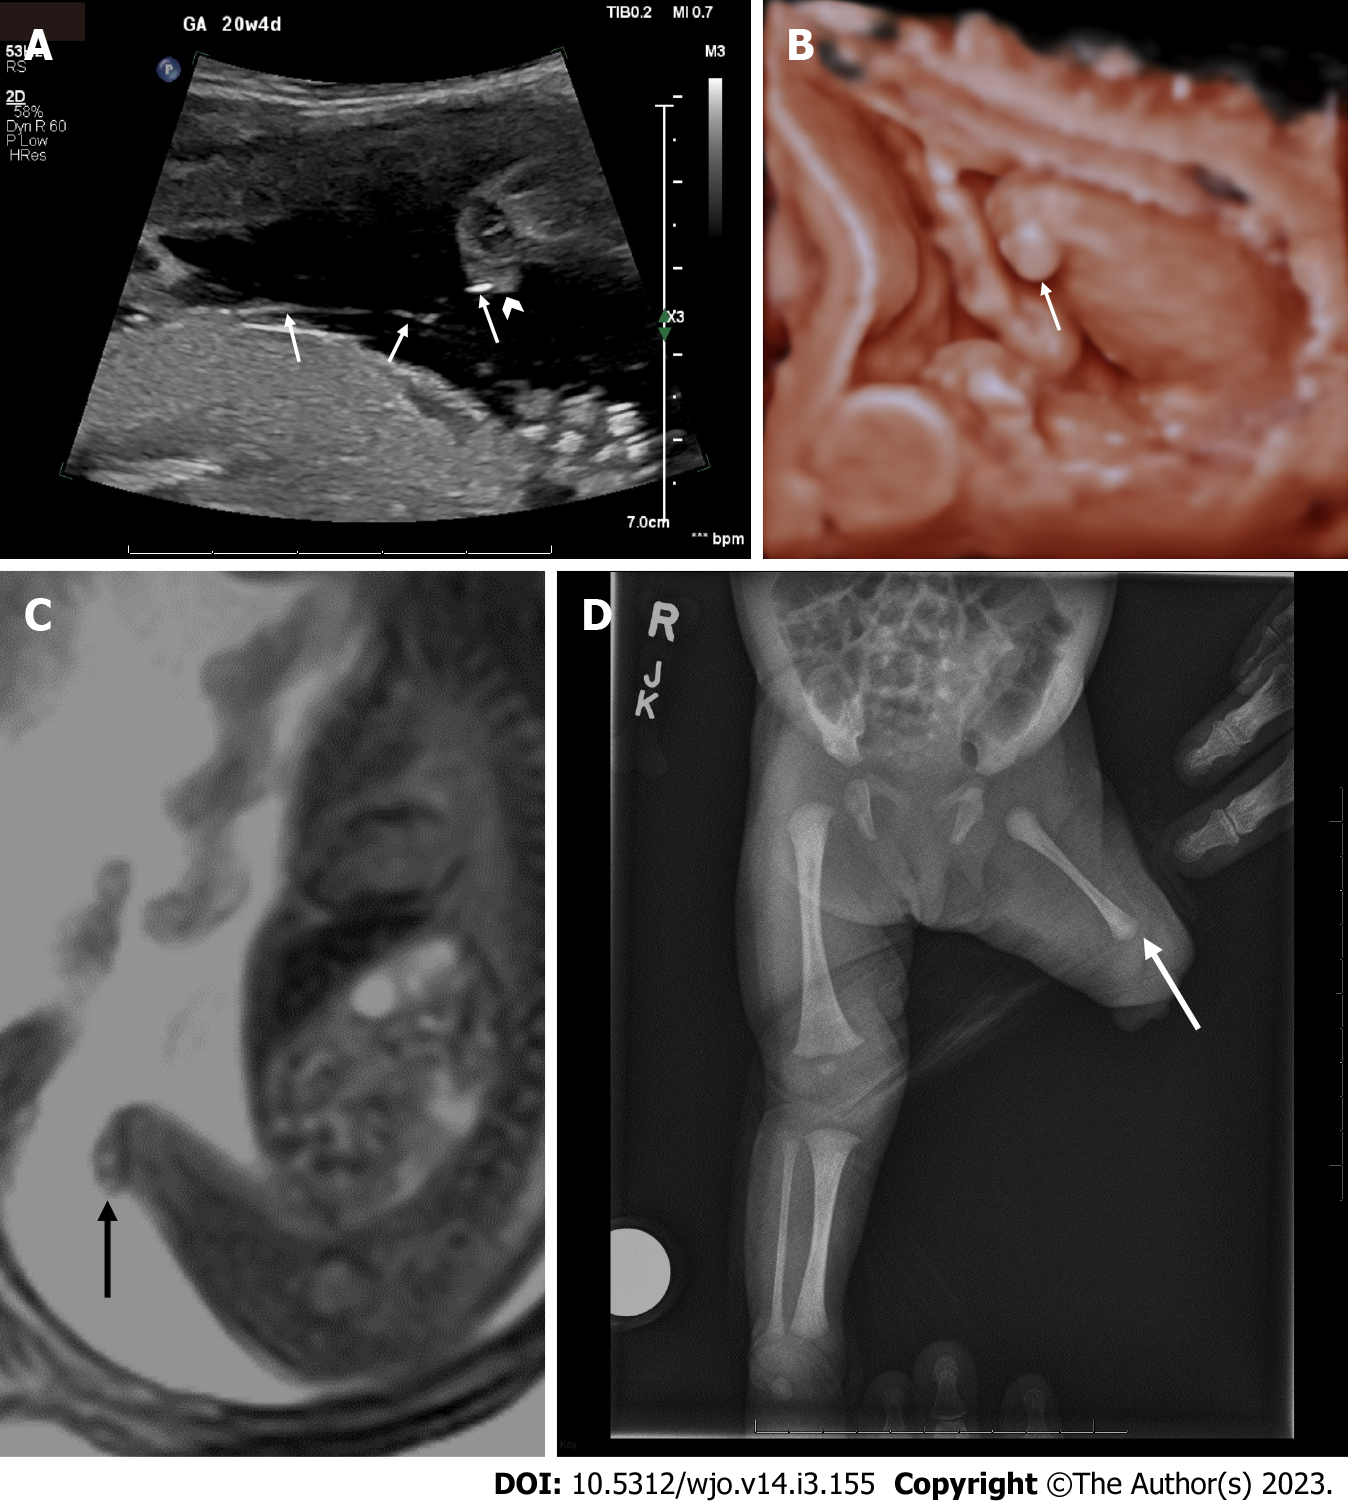 A
GA 20w4d
TIB0.2 MI 0.7
RS
2D
58%
Dyn R 60
P Low
HRes
P
M3
X3
7.0cm
*** bpm
B
C
D
R
J
K
DOI: 10.5312/wjo.v14.i3.155 Copyright ©The Author(s) 2023.